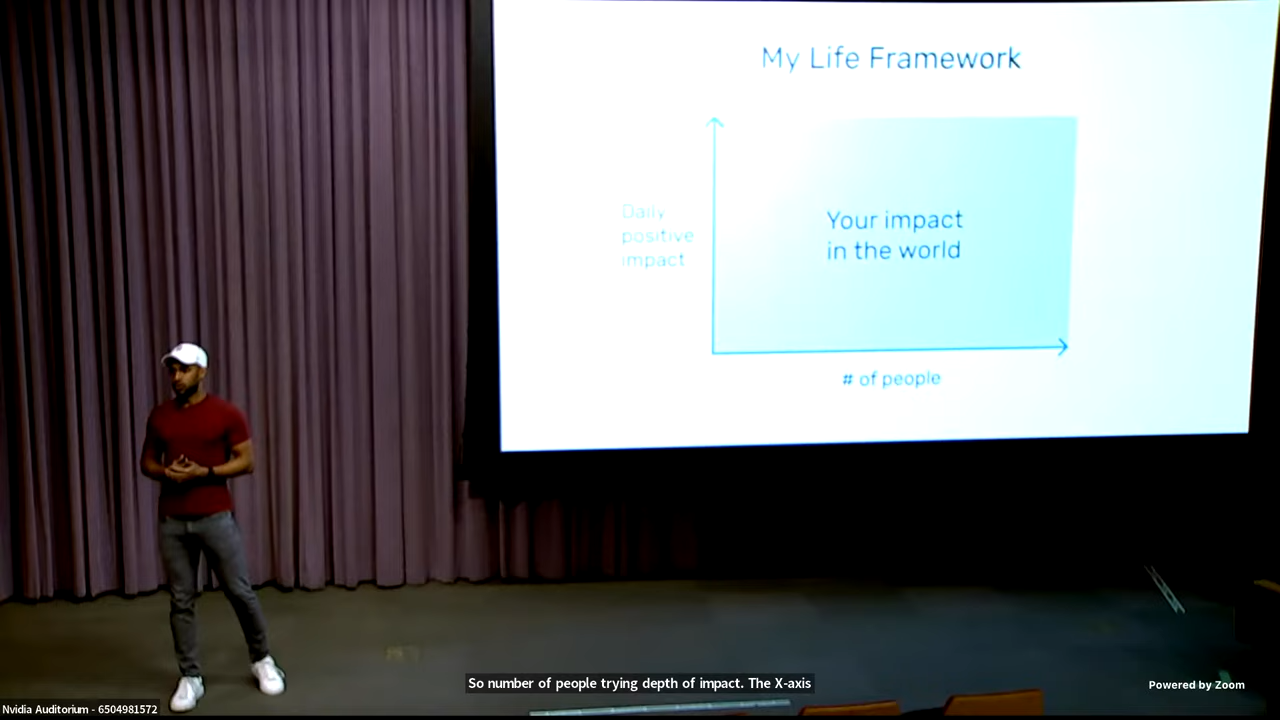 My Life Framework
Daily
positive
impact
Your impact
in the world
# of people
So number of people trying depth of impact. The X-axis
Powered by Zoom
Nvidia Auditorium - 6504981572